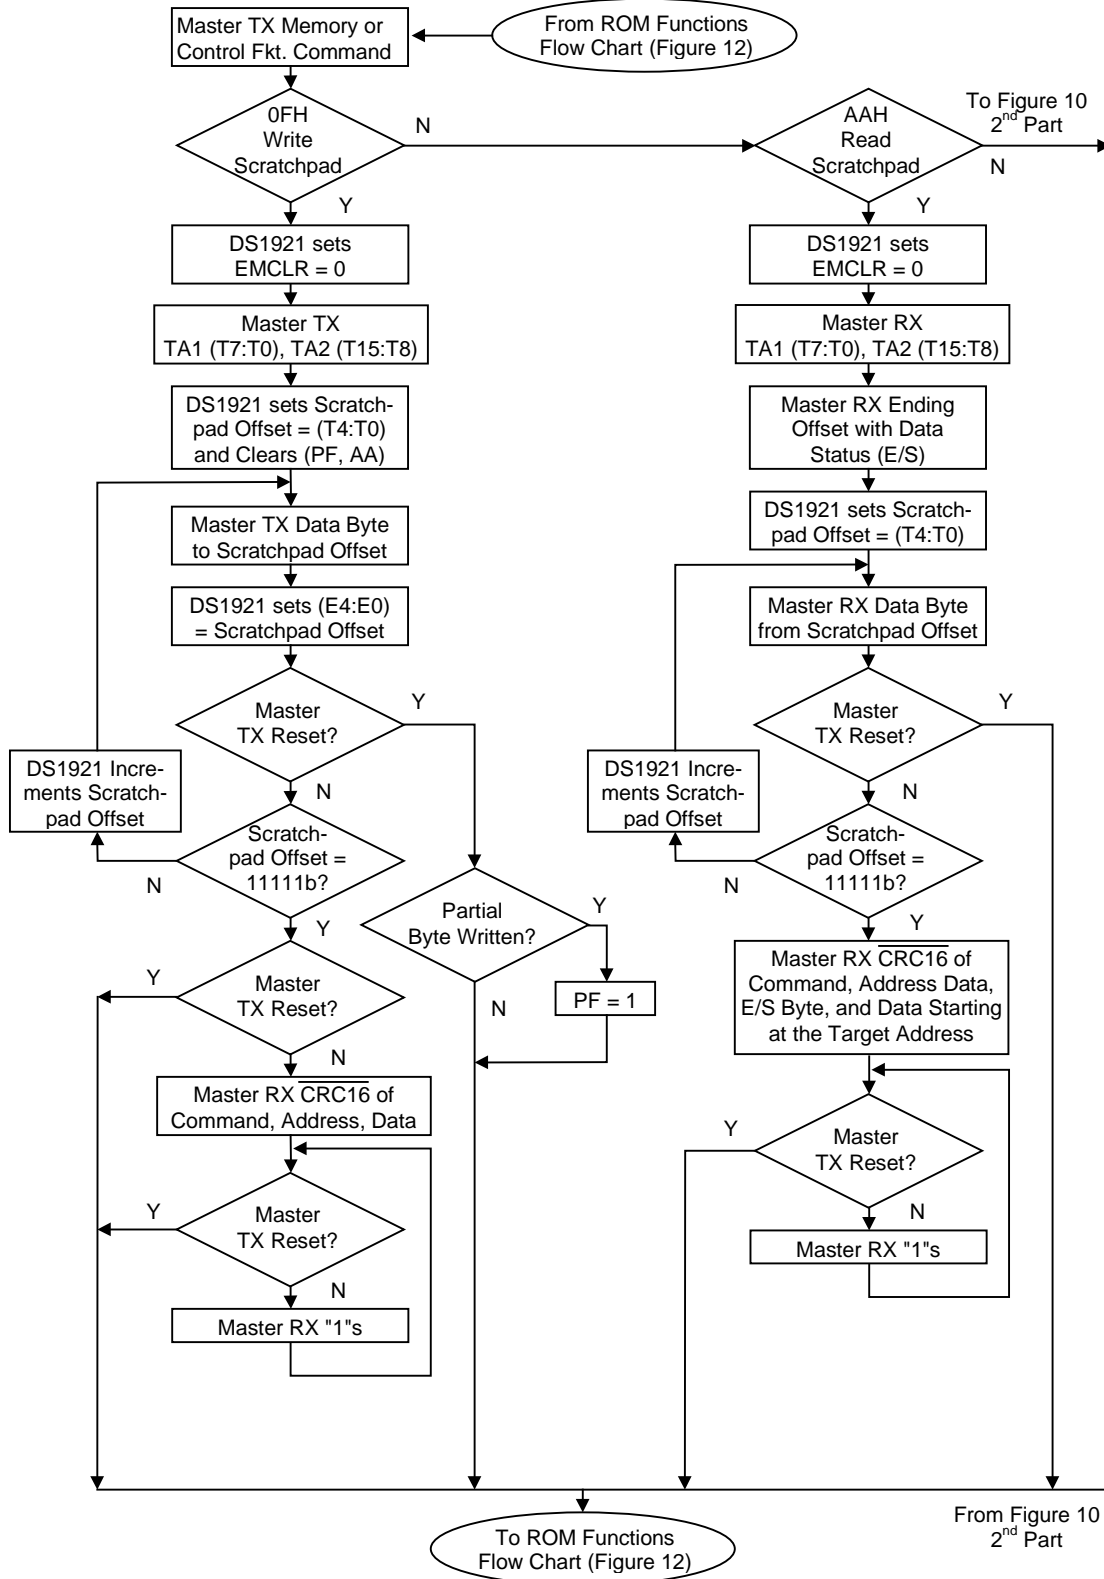 Master TX Memory or
Control Fkt. Command
From ROM Functions
Flow Chart (Figure 12)
0FH
Write
Scratchpad
N
AAH
Read
Scratchpad
To Figure 10
2nd Part
N
Y
Y
DS1921 sets
EMCLR = 0
DS1921 sets
EMCLR = 0
Master TX
TA1 (T7:T0), TA2 (T15:T8)
Master RX
TA1 (T7:T0), TA2 (T15:T8)
DS1921 sets Scratch-
pad Offset = (T4:T0)
and Clears (PF, AA)
Master RX Ending
Offset with Data
Status (E/S)
DS1921 sets Scratch-
pad Offset = (T4:T0)
Master TX Data Byte
to Scratchpad Offset
DS1921 sets (E4:E0)
= Scratchpad Offset
Master RX Data Byte
from Scratchpad Offset
Master
TX Reset?
Y
Master
TX Reset?
Y
DS1921 Incre-
ments Scratch-
pad Offset
N
DS1921 Incre-
ments Scratch-
pad Offset
N
Scratch-
pad Offset =
11111b?
N
Y
Scratch-
pad Offset =
11111b?
N
Y
Partial
Byte Written?
Y
N
PF = 1
Master
TX Reset?
Y
N
Master RX CRC16 of
Command, Address Data,
E/S Byte, and Data Starting
at the Target Address
Master RX CRC16 of
Command, Address, Data
Master
TX Reset?
Y
N
Master
TX Reset?
Y
N
Master RX "1"s
Master RX "1"s
From Figure 10
2nd Part
To ROM Functions
Flow Chart (Figure 12)